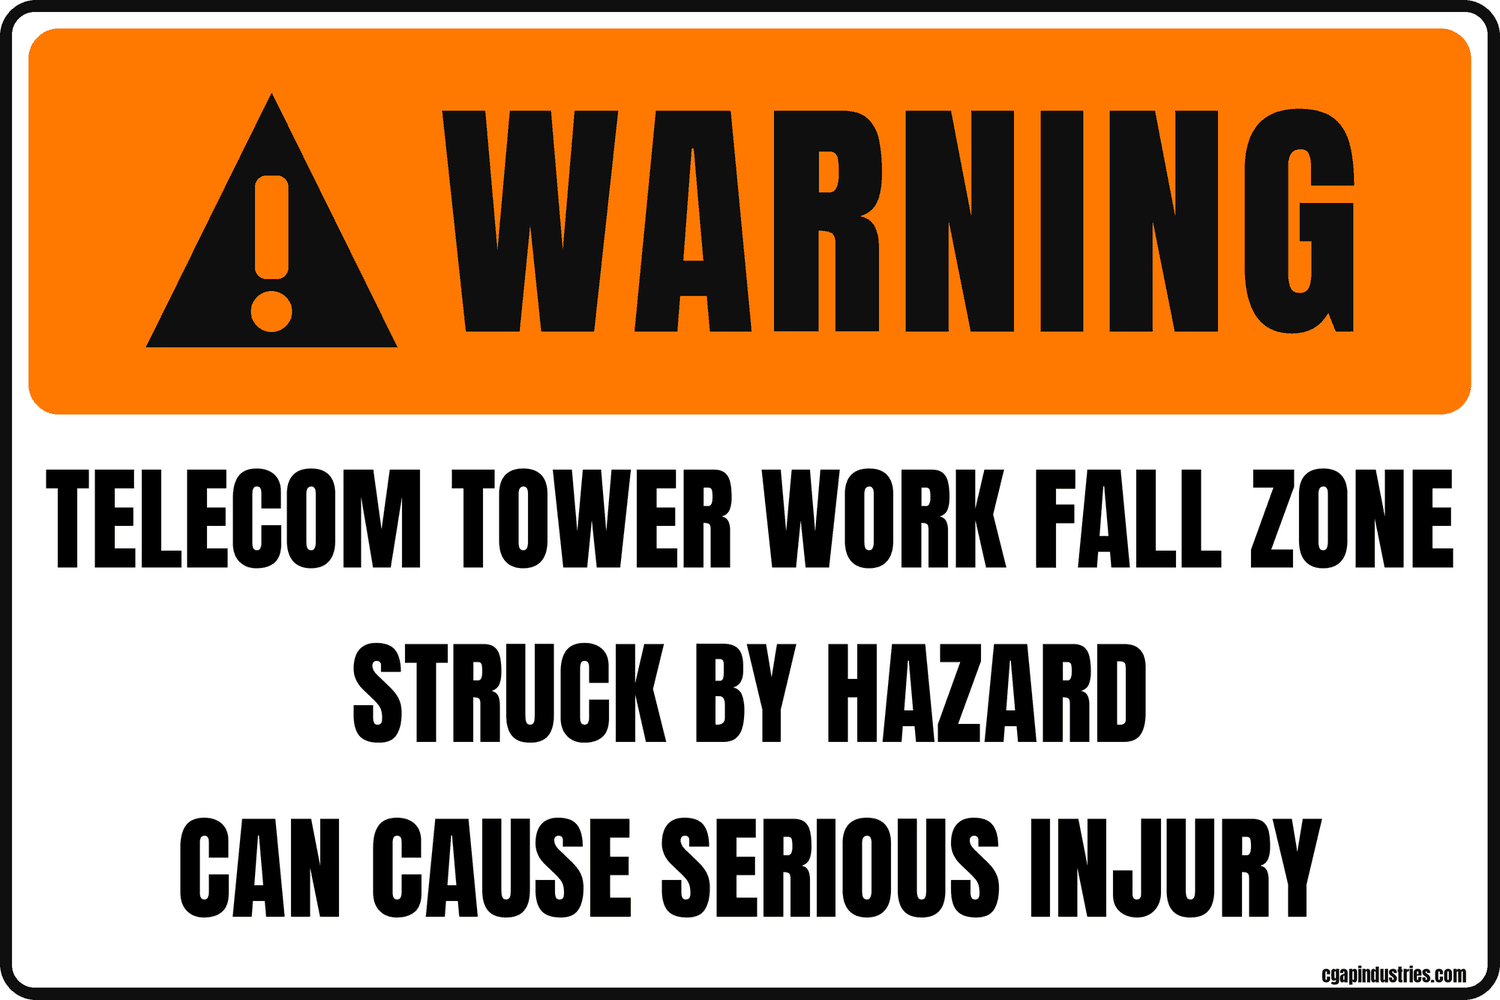 WARNING
TELECOM TOWER WORK FALL ZONE
STRUCK BY HAZARD
CAN CAUSE SERIOUS INJURY
cgapindustries.com